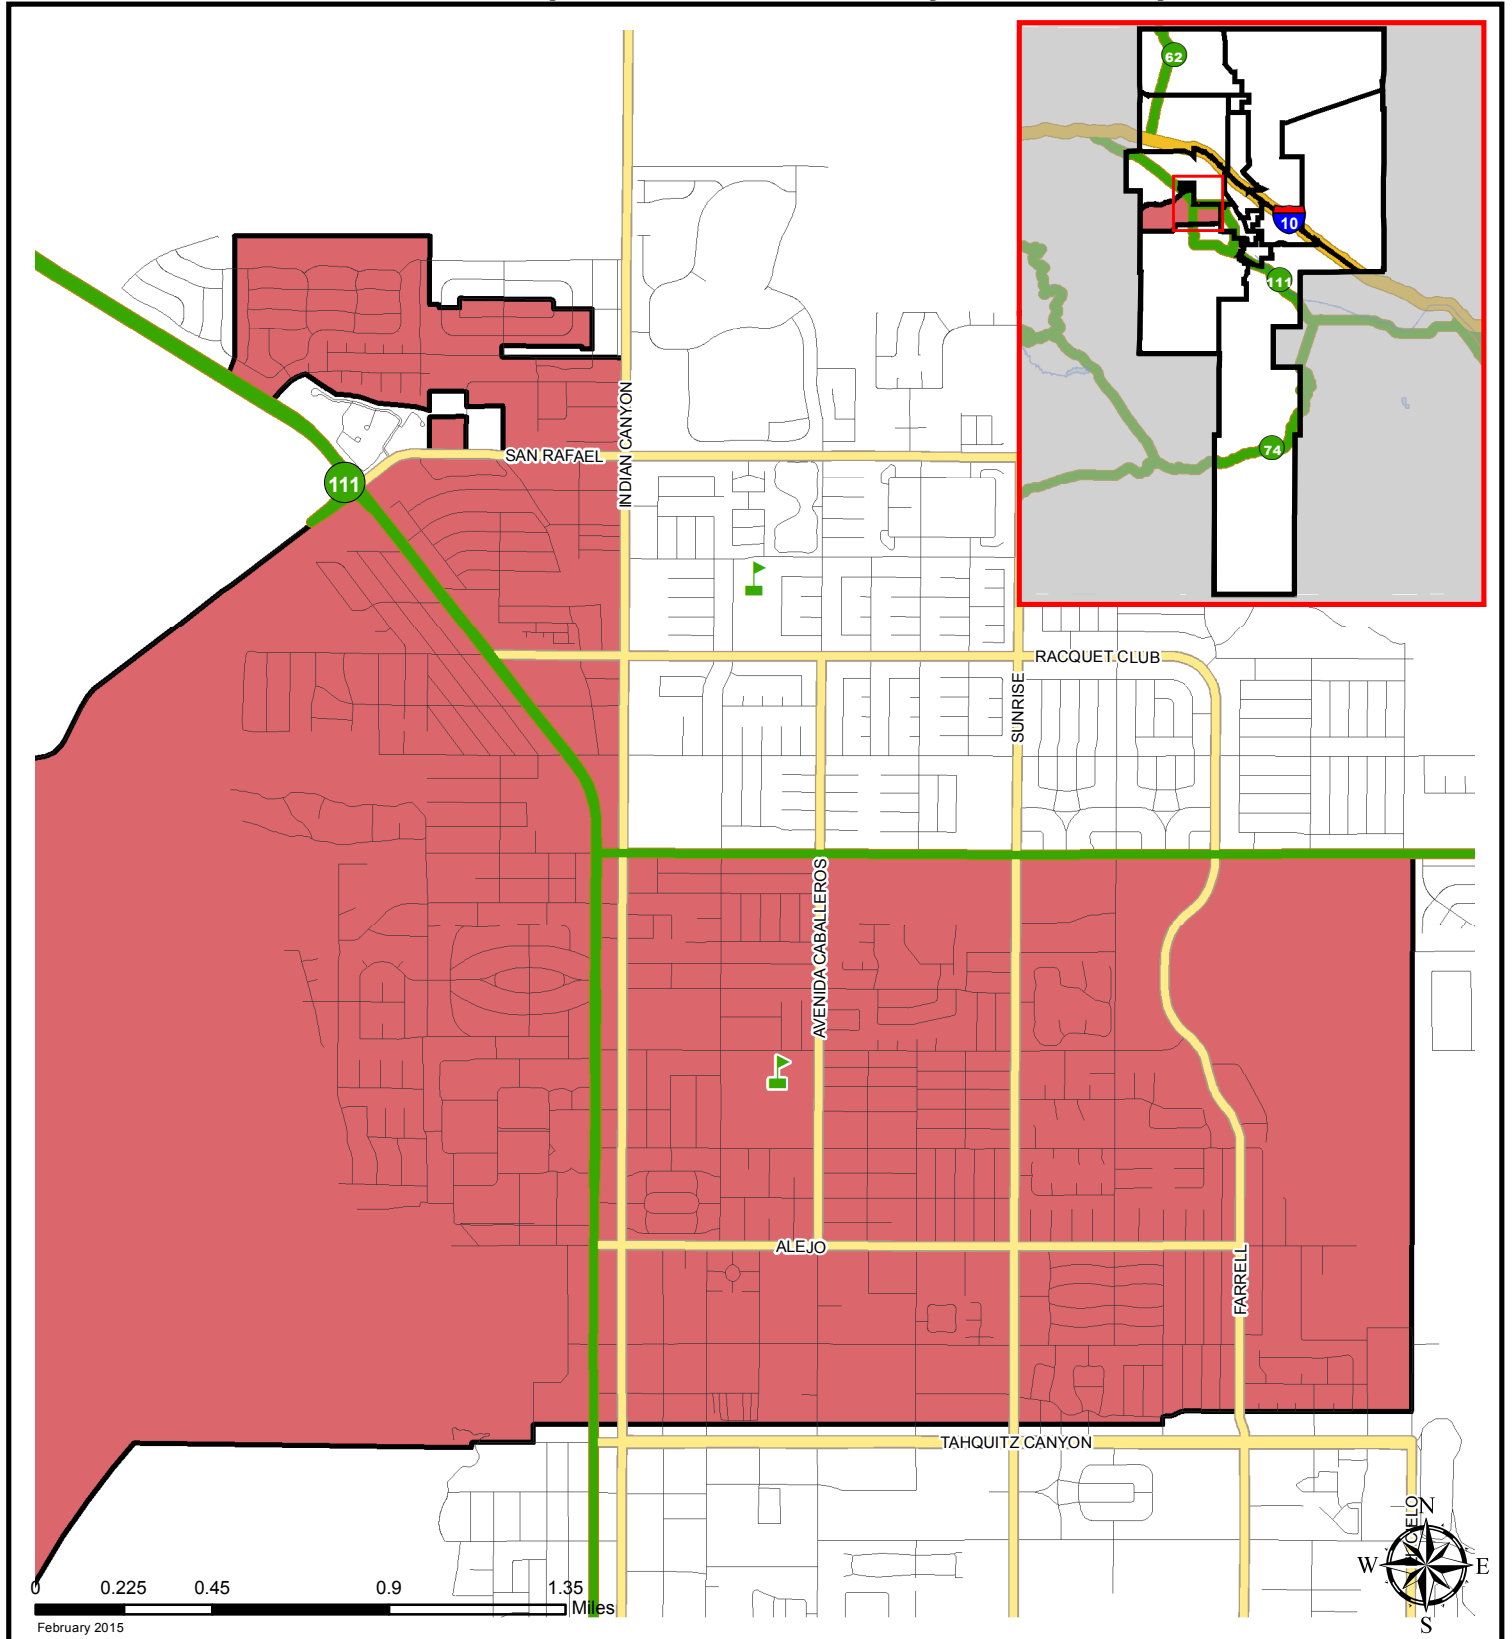 62
10
111
74
INDIAN CANYON
SAN RAFAEL
111
RACQUET CLUB
SUNRISE
AVENIDA CABALLEROS
ALEJO
FARRELL
TAHQUITZ CANYON
N
W
E
S
0 0.225 0.45 0.9 1.35
Miles
February 2015